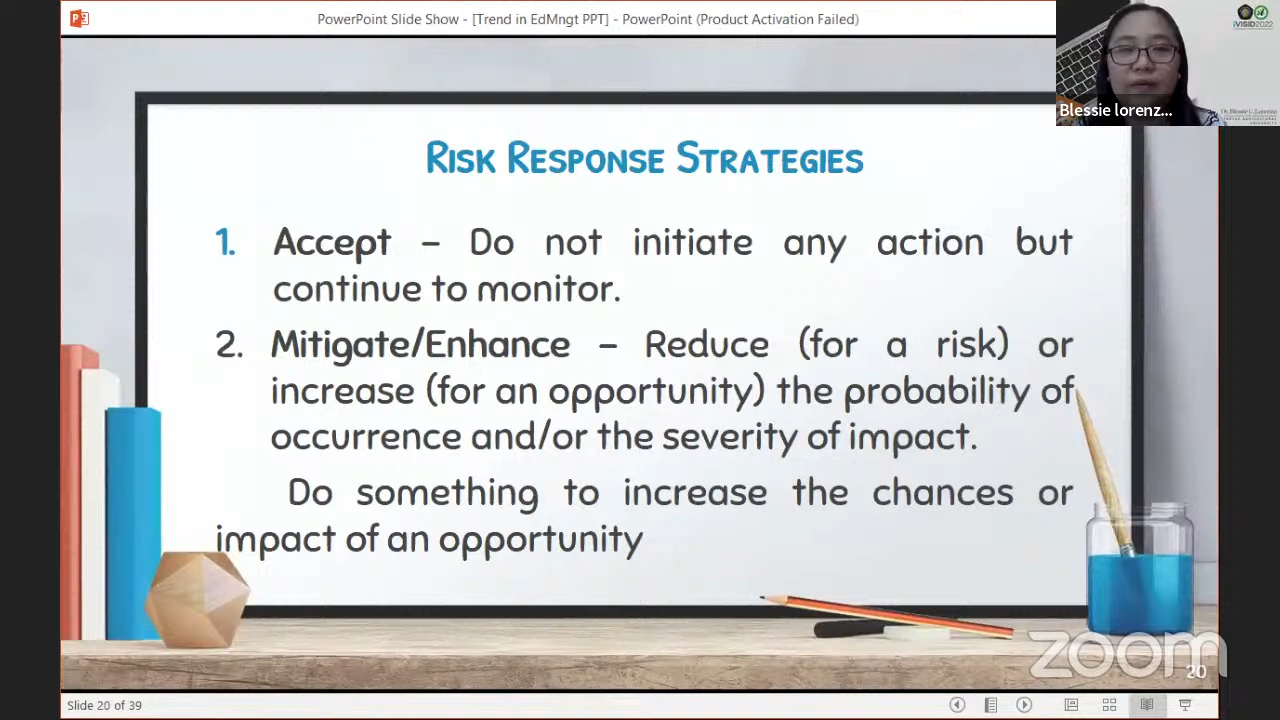 PowerPoint Slide Show - [Trend in EdMngt PPT] - PowerPoint (Product Activation Failed)
iVISID2022
Blessie lorenz...
RISK RESPONSE STRATEGIES
1. Accept – Do not initiate any action but
continue to monitor.
2. Mitigate/Enhance – Reduce (for a risk) or
increase (for an opportunity) the probability of
occurrence and/or the severity of impact.
Do something to increase the chances or
impact of an opportunity
zoom
20
Slide 20 of 39